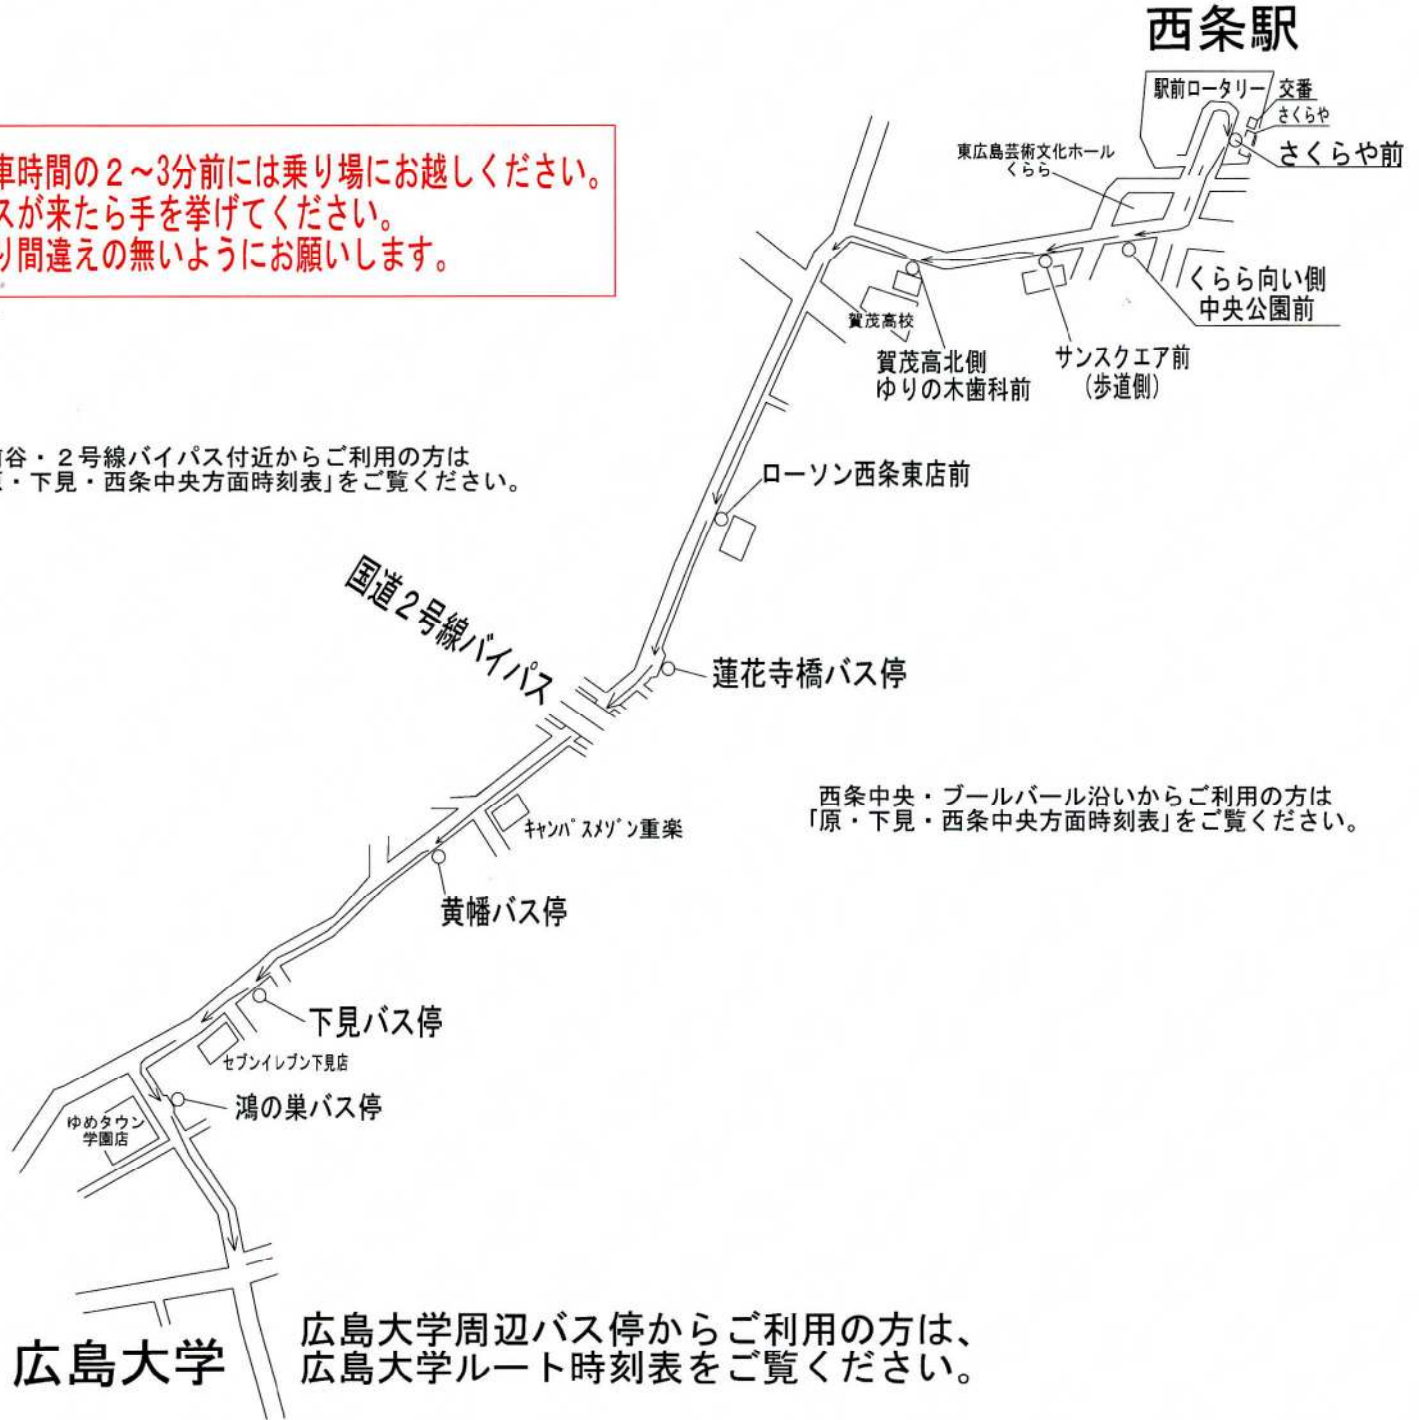 西条駅
駅前ロータリー
交番
さくらや
さくらや前
東広島芸術文化ホール
くらら
車時間の２～3分前には乗り場にお越しください。
スが来たら手を挙げてください。
り間違えの無いようにお願いします。
くらら向い側
中央公園前
賀茂高校
賀茂高北側
ゆりの木歯科前
サンスクエア前
(歩道側)
谷・２号線バイパス付近からご利用の方は
・下見・西条中央方面時刻表」をご覧ください。
ローソン西条東店前
国道２号線バイパス
蓮花寺橋バス停
西条中央・ブールバール沿いからご利用の方は
「原・下見・西条中央方面時刻表」をご覧ください。
ｷｬﾝﾊﾟｽﾒｿﾞﾝ重楽
黄幡バス停
下見バス停
セブンイレブン下見店
鴻の巣バス停
ゆめタウン
学園店
広島大学
広島大学周辺バス停からご利用の方は、
広島大学ルート時刻表をご覧ください。